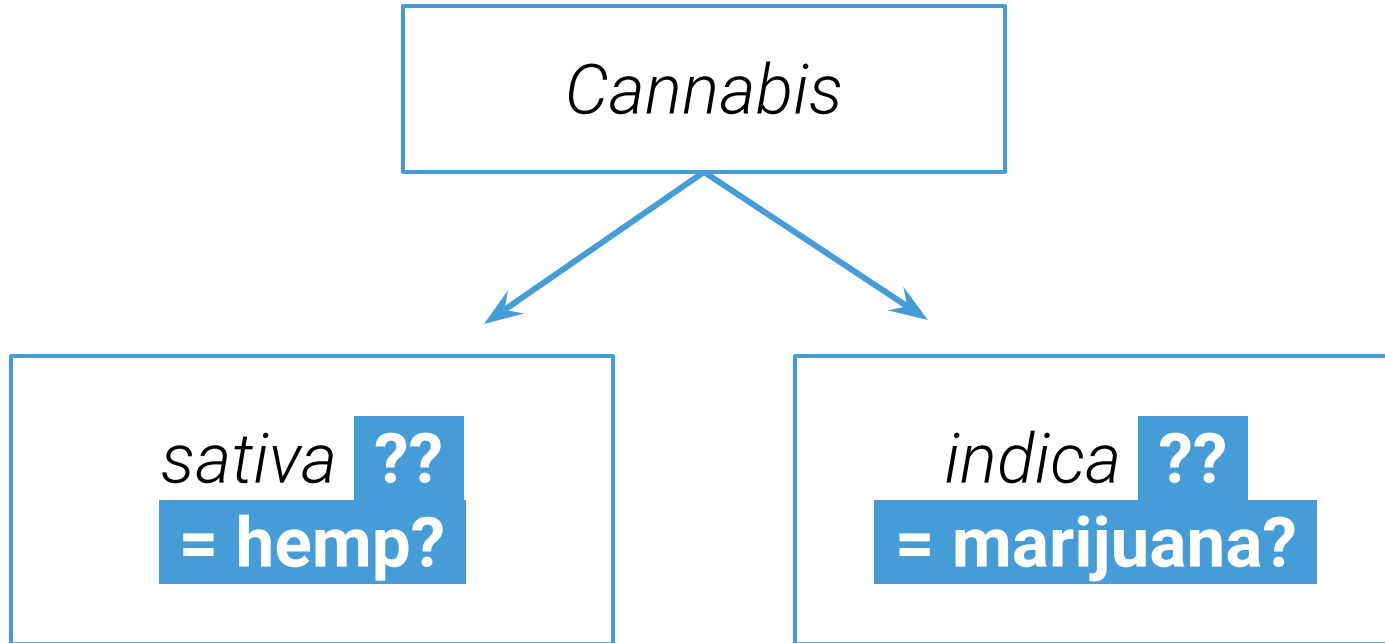 Cannabis
sativa ??
= hemp?
indica ??
= marijuana?